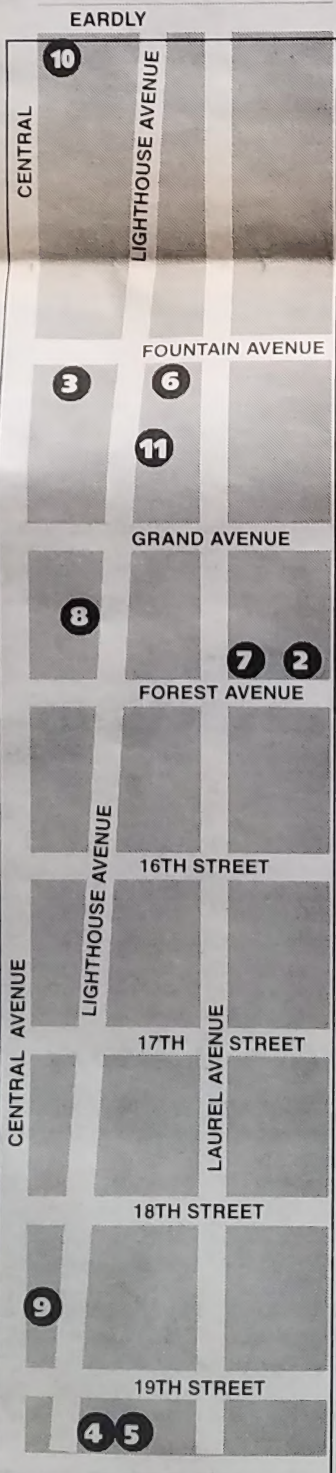 EARDLY
10
CENTRAL
LIGHTHOUSE AVENUE
FOUNTAIN AVENUE
3
6
11
GRAND AVENUE
8
7
2
FOREST AVENUE
16TH STREET
LIGHTHOUSE AVENUE
17TH STREET
CENTRAL AVENUE
LAUREL AVENUE
18TH STREET
9
19TH STREET
4
5